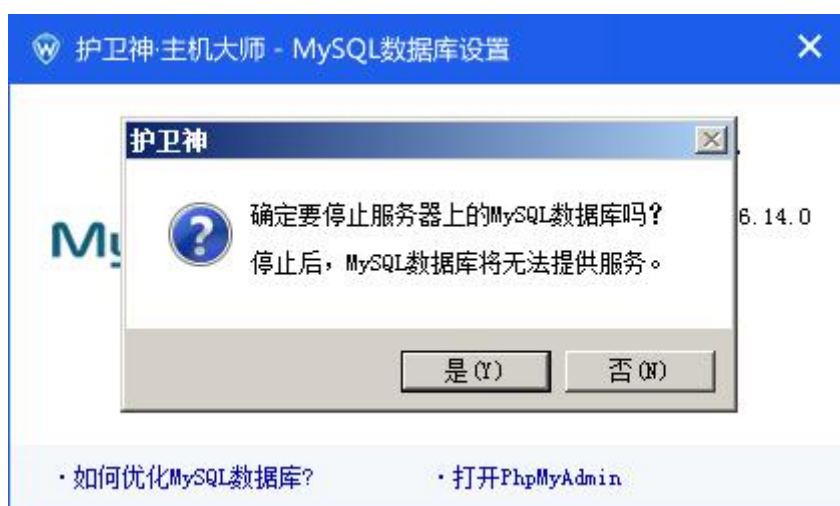 护卫神·主机大师 - MySQL数据库设置
护卫神
确定要停止服务器上的MySQL数据库吗?
6.14.0
停止后，MySQL数据库将无法提供服务。
是(Y)
否(N)
·如何优化MySQL数据库?
·打开PhpMyAdmin